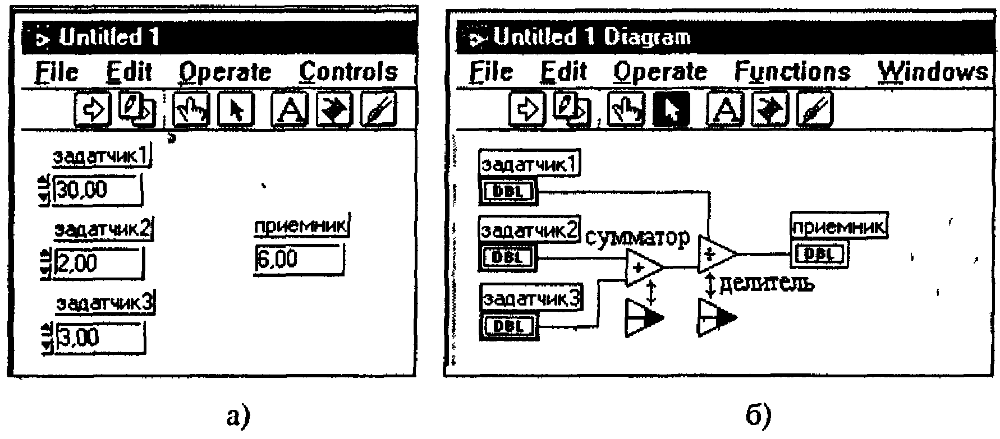 Untitled 1
File Edit Operate Controls
A
задатчик1
30,00
задатчик2
2,00
приемник
6,00
задатчик3
3,00
а)
Untitled 1 Diagram
File Edit Operate Functions Windows
A
задатчик1
DBL
задатчик2
DBL
сумматор
+
÷
приемник
DBL
делитель
задатчик3
DBL
б)